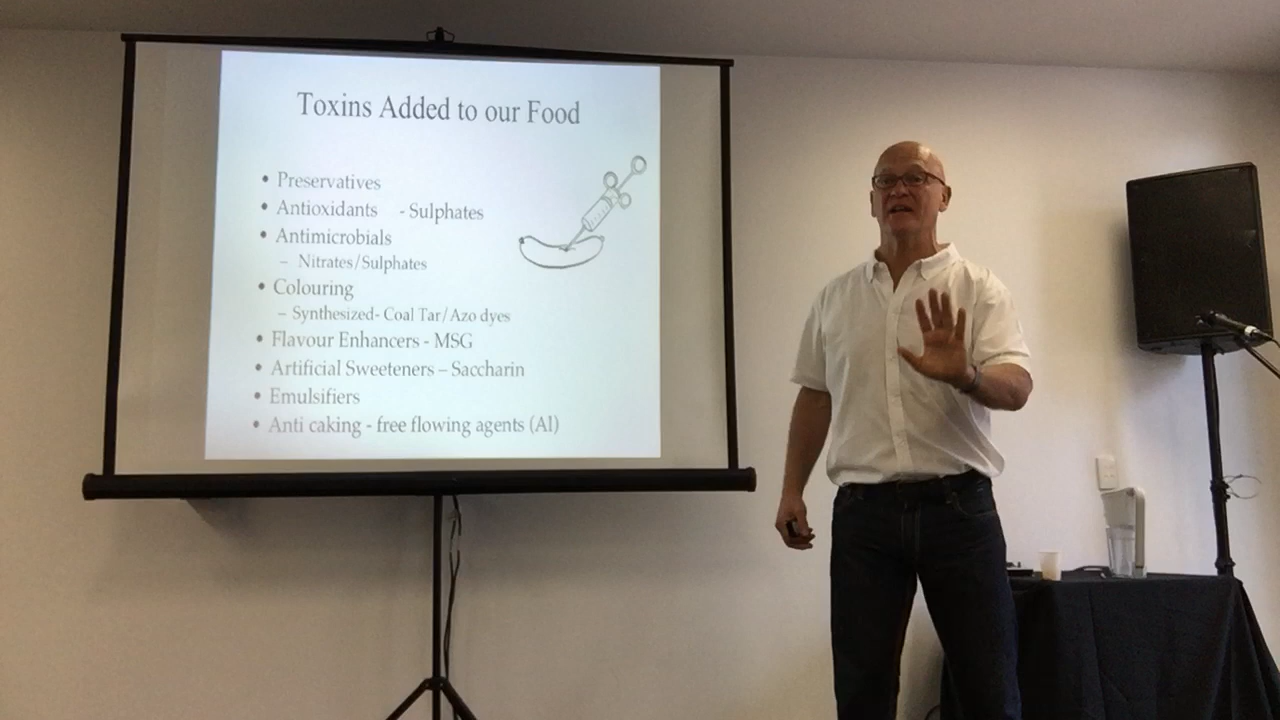 Toxins Added to our Food
• Preservatives
• Antioxidants - Sulphates
• Antimicrobials
– Nitrates/Sulphates
• Colouring
– Synthesized- Coal Tar/Azo dyes
• Flavour Enhancers - MSG
• Artificial Sweeteners – Saccharin
• Emulsifiers
• Anti caking - free flowing agents (Al)